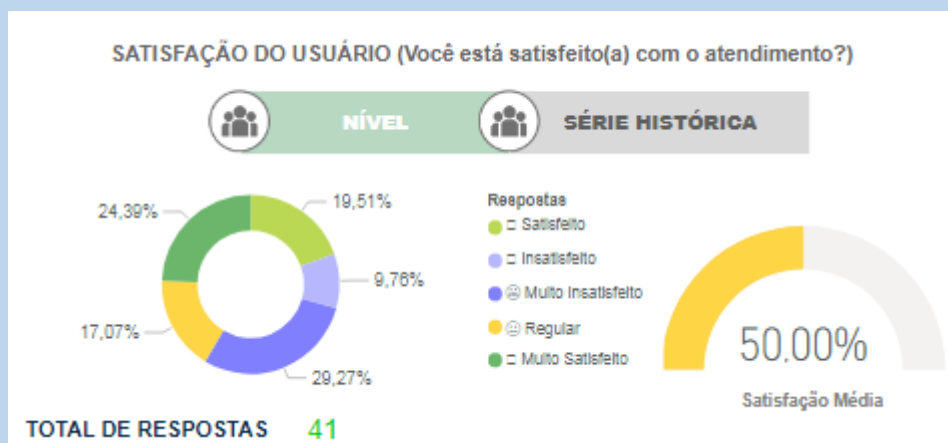 SATISFAÇÃO DO USUÁRIO (Você está satisfeito(a) com o atendimento?)
NÍVEL
SÉRIE HISTÓRICA
24,39%
19,51%
9,76%
17,07%
29,27%
Respostas
Satisfeito
Insatisfeito
Muito Insatisfeito
Regular
Muito Satisfeito
50,00%
Satisfação Média
TOTAL DE RESPOSTAS 41